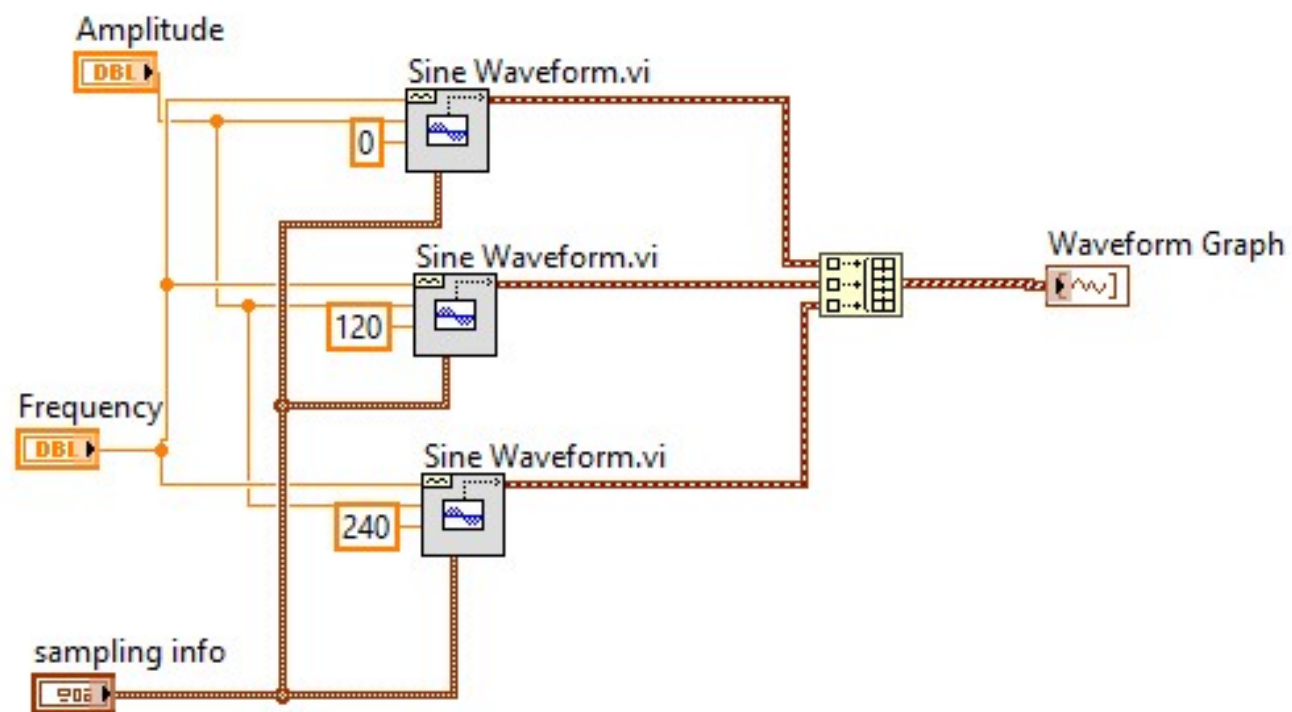 Amplitude
DBL
Sine Waveform.vi
0
Sine Waveform.vi
Waveform Graph
120
Frequency
DBL
Sine Waveform.vi
240
sampling info